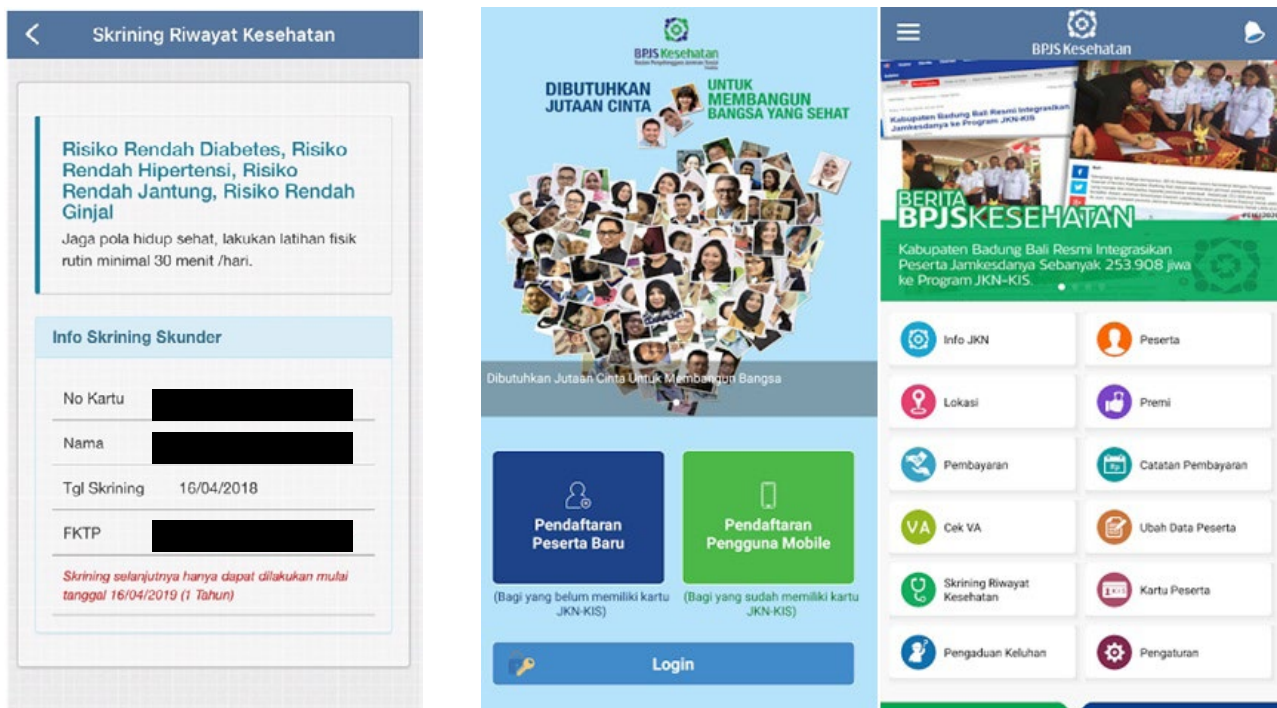 Skrining Riwayat Kesehatan
Risiko Rendah Diabetes, Risiko
Rendah Hipertensi, Risiko
Rendah Jantung, Risiko Rendah
Ginjal
Jaga pola hidup sehat, lakukan latihan fisik
rutin minimal 30 menit /hari.
Info Skrining Skunder
No Kartu
Nama
Tgl Skrining 16/04/2018
FKTP
Skrining selanjutnya hanya dapat dilakukan mulai
tanggal 16/04/2019 (1 Tahun)
BPJS Kesehatan
DIBUTUHKAN
JUTAAN CINTA
UNTUK
MEMBANGUN
BANGSA YANG SEHAT
Dibutuhkan Jutaan Cinta Untuk Membangun Bangsa
Pendaftaran
Peserta Baru
(Bagi yang belum memiliki kartu
JKN-KIS)
Pendaftaran
Pengguna Mobile
(Bagi yang sudah memiliki kartu
JKN-KIS)
Login
BPJS Kesehatan
Kabupaten Badung Bali Resmi Integrasikan
Jamkesdanya ke Program JKN-KIS
BERITA
BPJSKESEHATAN
Kabupaten Badung Bali Resmi Integrasikan
Peserta Jamkesdanya Sebanyak 253.908 jiwa
ke Program JKN-KIS.
Info JKN
Peserta
Lokasi
Premi
Pembayaran
Rp
Catatan Pembayaran
VA
Cek VA
Ubah Data Peserta
Skrining Riwayat
Kesehatan
Kartu Peserta
Pengaduan Keluhan
Pengaturan